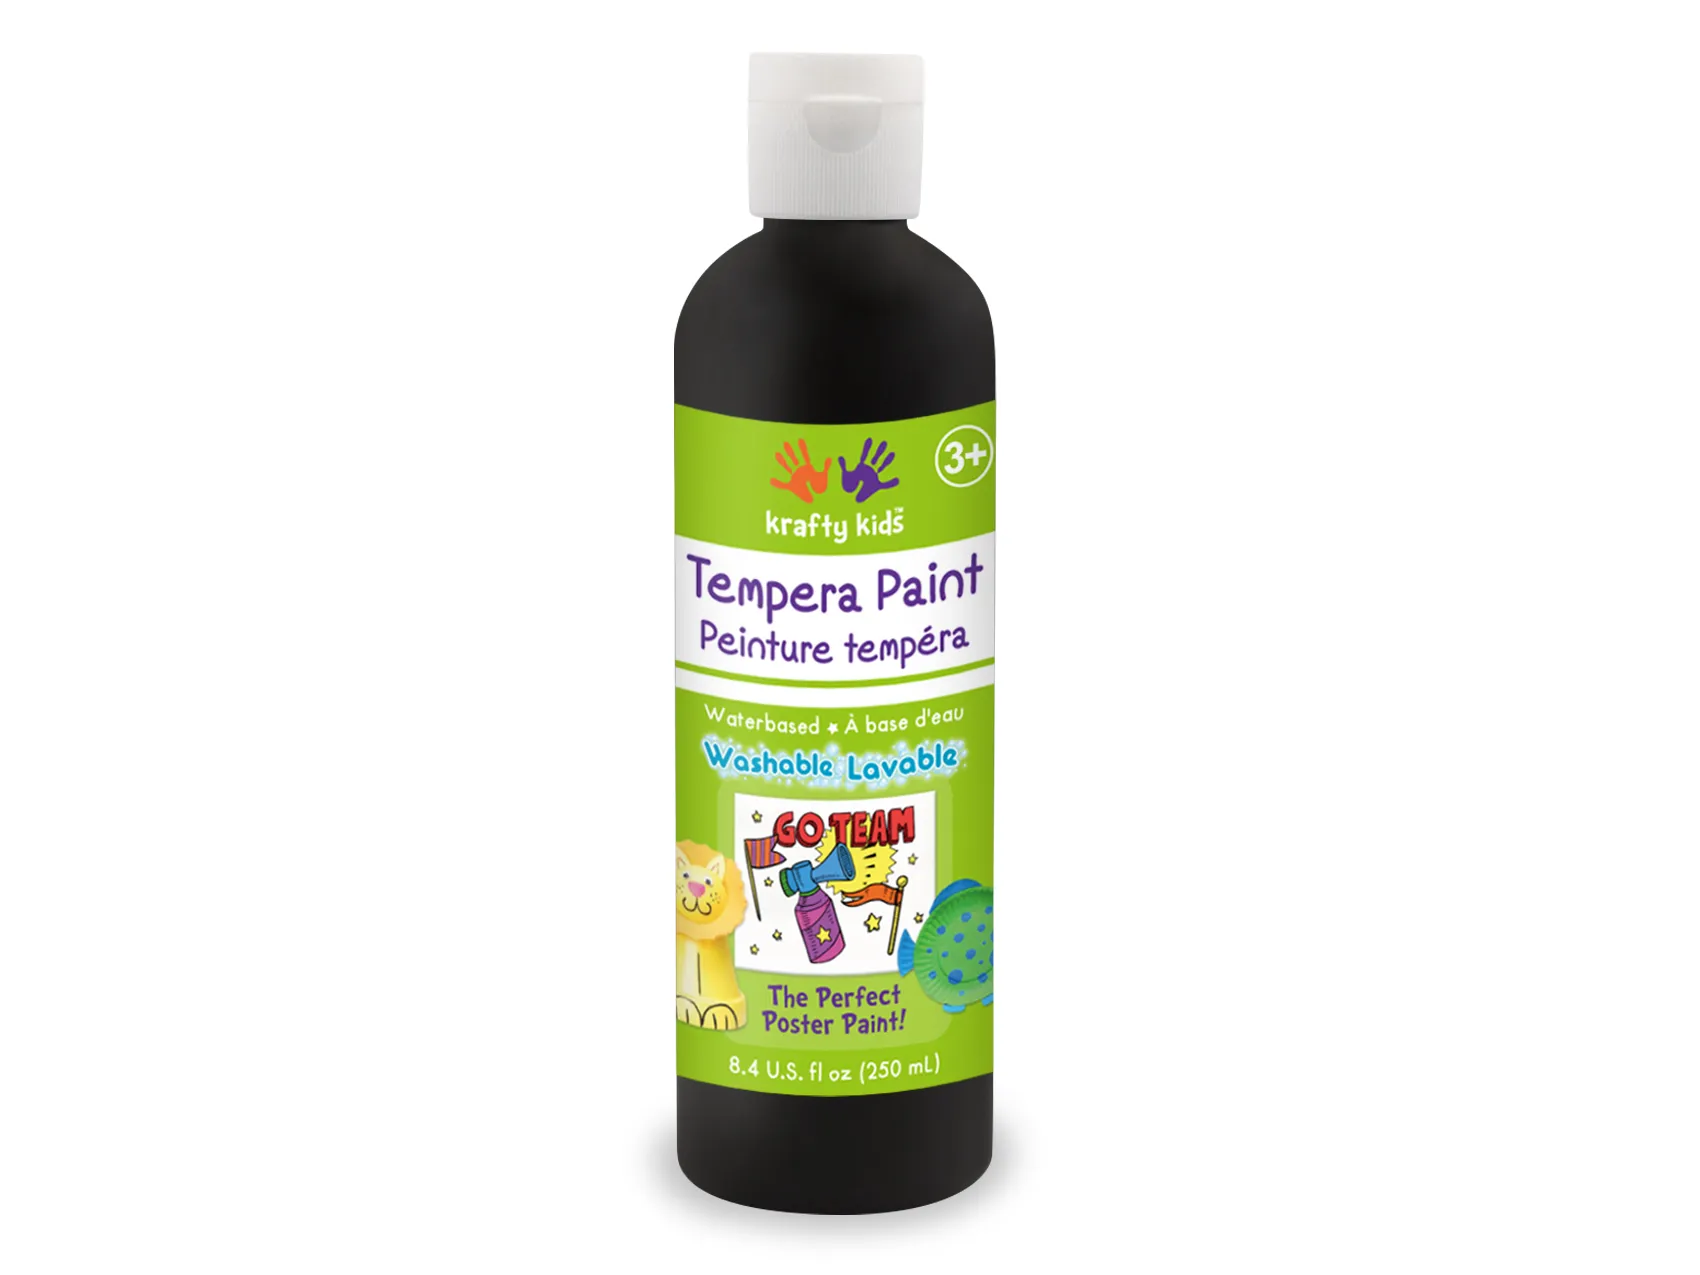 3+
krafty kids™
Tempera Paint
Peinture tempéra
Waterbased ★ À base d'eau
Washable Lavable
GO TEAM
The Perfect
Poster Paint!
8.4 U.S. fl oz (250 mL)